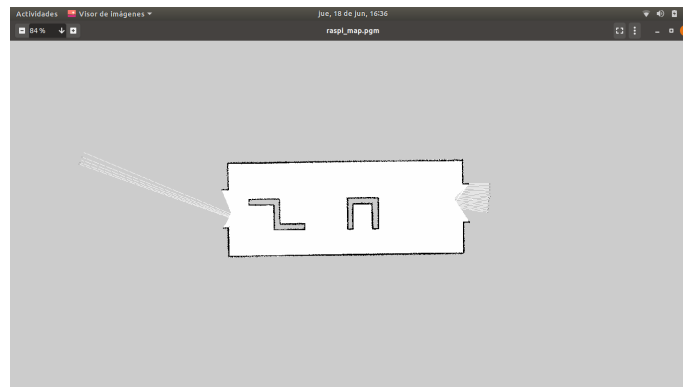 Actividades Visor de imágenes jue, 18 de jun, 16:36
84 % raspi_map.pgm